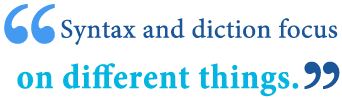 “Syntax and diction focus
on different things.”